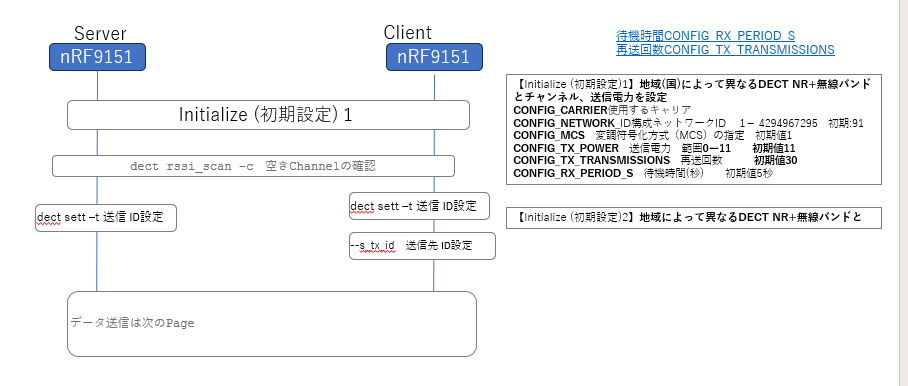 Server
Client
nRF9151
nRF9151
待機時間CONFIG_RX_PERIOD_S
再送回数CONFIG_TX_TRANSMISSIONS
Initialize (初期設定) 1
dect rssi_scan −c　空きChannelの確認
dect sett −t 送信 ID設定
dect sett −t 送信 ID設定
--s_tx_id　送信先 ID設定
データ送信は次のPage
【Initialize (初期設定)1】地域(国)によって異なるDECT NR+無線バンド
とチャンネル、送信電力を設定
CONFIG_CARRIER使用するキャリア
CONFIG_NETWORK_ID構成ネットワークID　1− 4294967295　初期:91
CONFIG_MCS　変調符号化方式（MCS）の指定　初期値1
CONFIG_TX_POWER　送信電力　範囲0ー11　　初期値11
CONFIG_TX_TRANSMISSIONS　再送回数　　　初期値30
CONFIG_RX_PERIOD_S　待機時間(秒)　　初期値5秒
【Initialize (初期設定)2】地域によって異なるDECT NR+無線バンドと